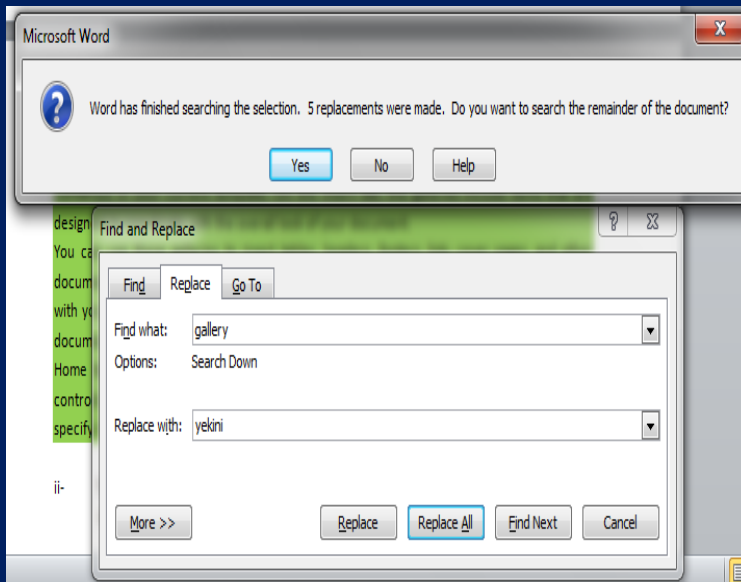 Microsoft Word
X
?
Word has finished searching the selection. 5 replacements were made. Do you want to search the remainder of the document?
Yes No Help
design
Find and Replace ?
You ca
docum
Find Replace Go To
with yo
Find what: gallery
docum
Options: Search Down
Home
contro
Replace with: yekini
specify
ii-
More >> Replace Replace All Find Next Cancel